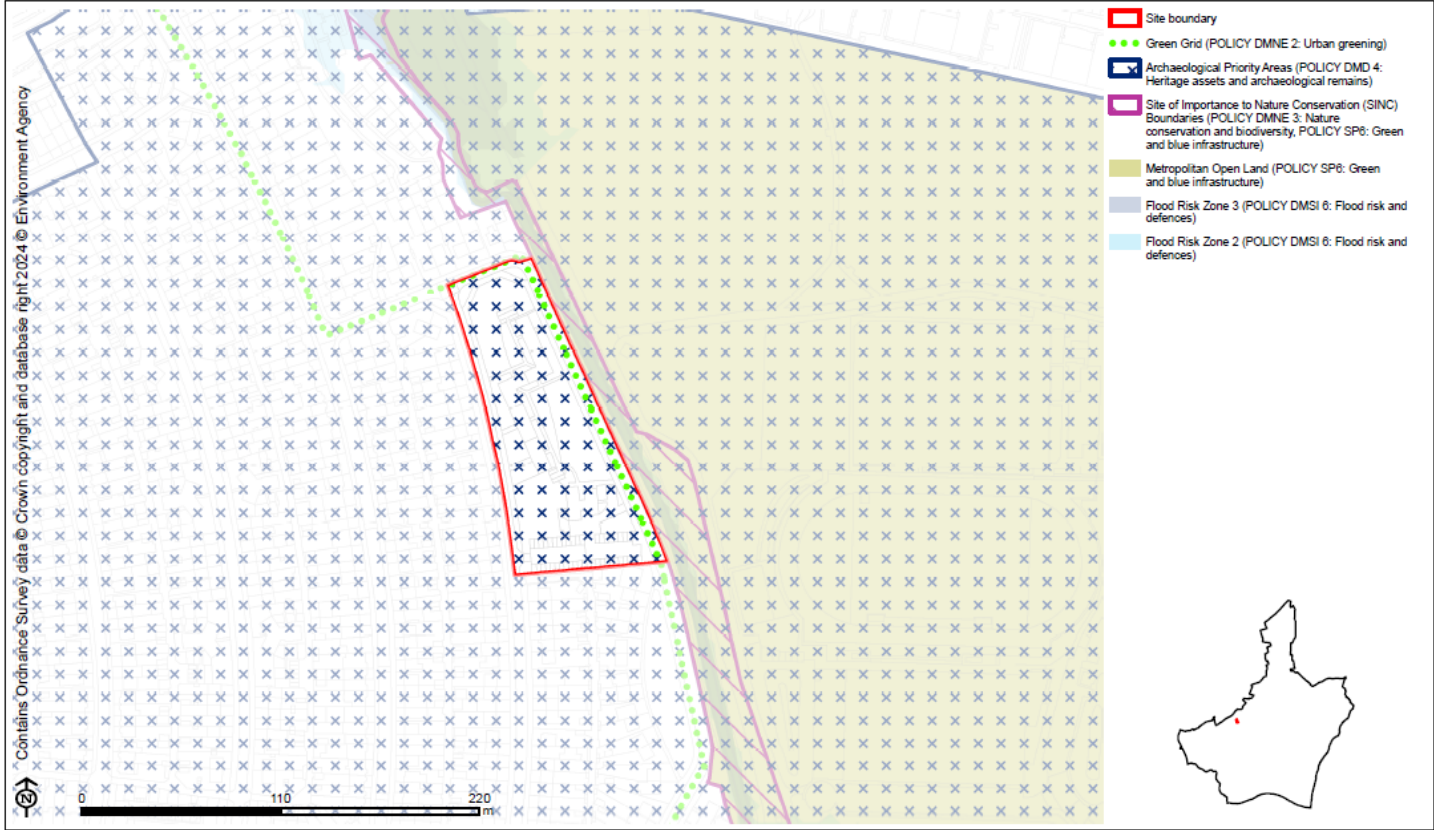 Site boundary
Green Grid (POLICY DMNE 2: Urban greening)
Archaeological Priority Areas (POLICY DMD 4:
Heritage assets and archaeological remains)
Site of Importance to Nature Conservation (SINC)
Boundaries (POLICY DMNE 3: Nature
conservation and biodiversity, POLICY SP6: Green
and blue infrastructure)
Metropolitan Open Land (POLICY SP6: Green
and blue infrastructure)
Flood Risk Zone 3 (POLICY DMSI 6: Flood risk and
defences)
Flood Risk Zone 2 (POLICY DMSI 6: Flood risk and
defences)
Contains Ordnance Survey data © Crown copyright and database right 2024 © Environment Agency
N
0 110 220
m